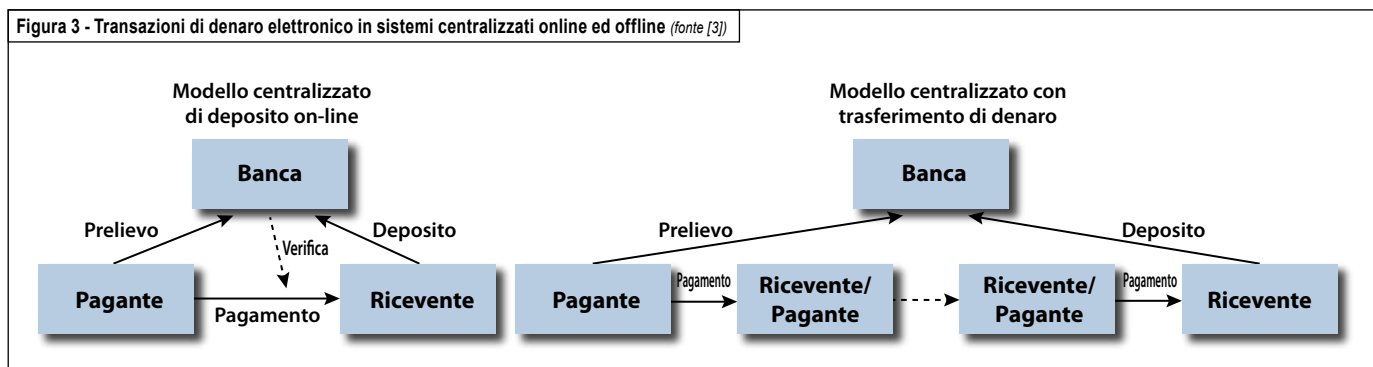 Figura 3 - Transazioni di denaro elettronico in sistemi centralizzati online ed offline (fonte [3])
Modello centralizzato
di deposito on-line
Banca
Prelievo
Deposito
Verifica
Pagante
Pagamento
Ricevente
Modello centralizzato con
trasferimento di denaro
Banca
Prelievo
Deposito
Pagante
Pagamento
Ricevente/
Pagante
Ricevente/
Pagante
Pagamento
Ricevente